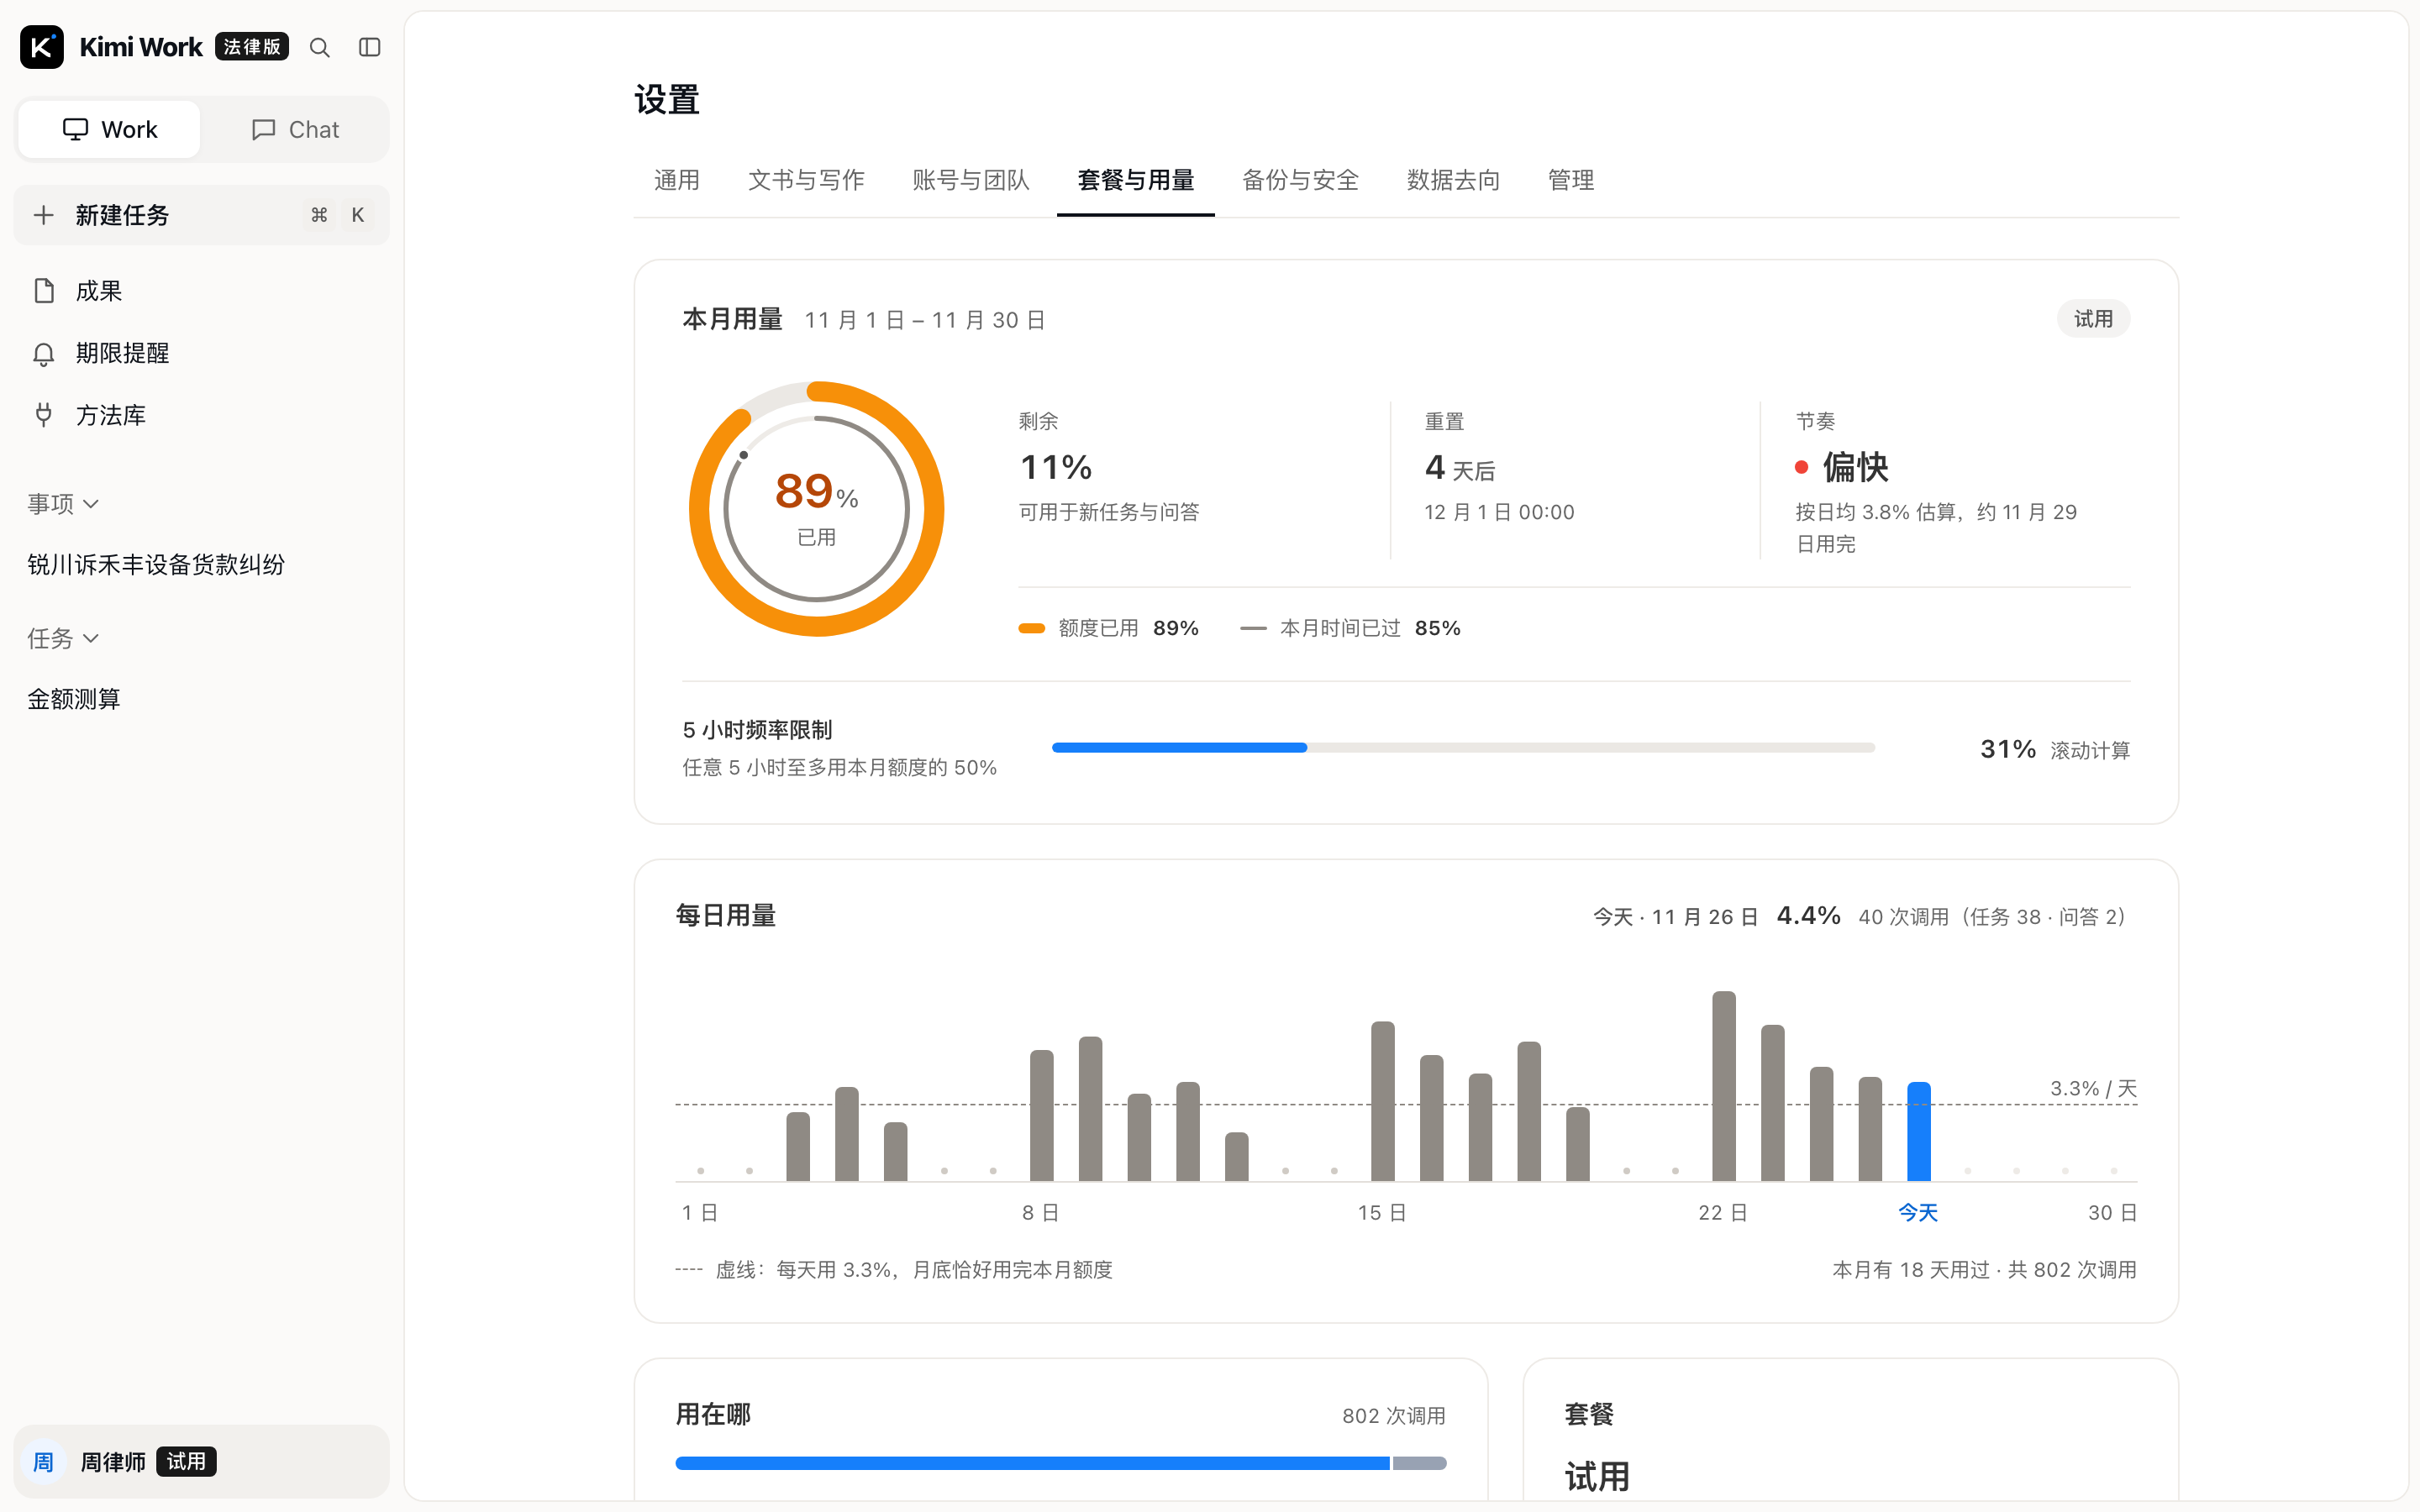 Kimi Work 法律版
Work
Chat
新建任务 ⌘ K
成果
期限提醒
方法库
事项
锐川诉禾丰设备货款纠纷
任务
金额测算
周 周律师 试用
设置
通用 文书与写作 账号与团队 套餐与用量 备份与安全 数据去向 管理
本月用量 11 月 1 日 – 11 月 30 日
试用
89%
已用
剩余
11%
可用于新任务与问答
重置
4 天后
12 月 1 日 00:00
节奏
偏快
按日均 3.8% 估算，约 11 月 29
日用完
额度已用 89% 本月时间已过 85%
5 小时频率限制
任意 5 小时至多用本月额度的 50%
31% 滚动计算
每日用量
今天 · 11 月 26 日 4.4% 40 次调用（任务 38 · 问答 2）
3.3% / 天
1 日 8 日 15 日 22 日 今天 30 日
虚线：每天用 3.3%，月底恰好用完本月额度
本月有 18 天用过 · 共 802 次调用
用在哪
802 次调用
套餐
试用